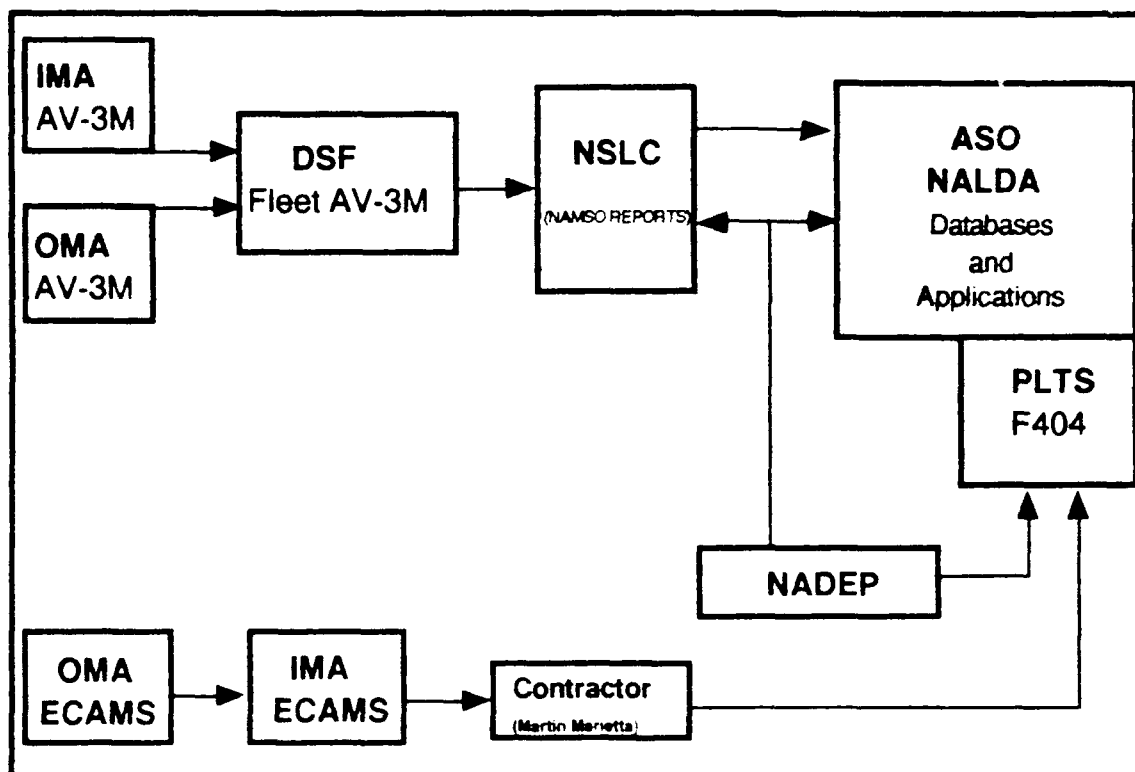 IMA
AV-3M
OMA
AV-3M
DSF
Fleet AV-3M
NSLC
(NAMSO REPORTS)
ASO
NALDA
Databases
and
Applications
PLTS
F404
NADEP
OMA
ECAMS
IMA
ECAMS
Contractor
(Martin Marietta)